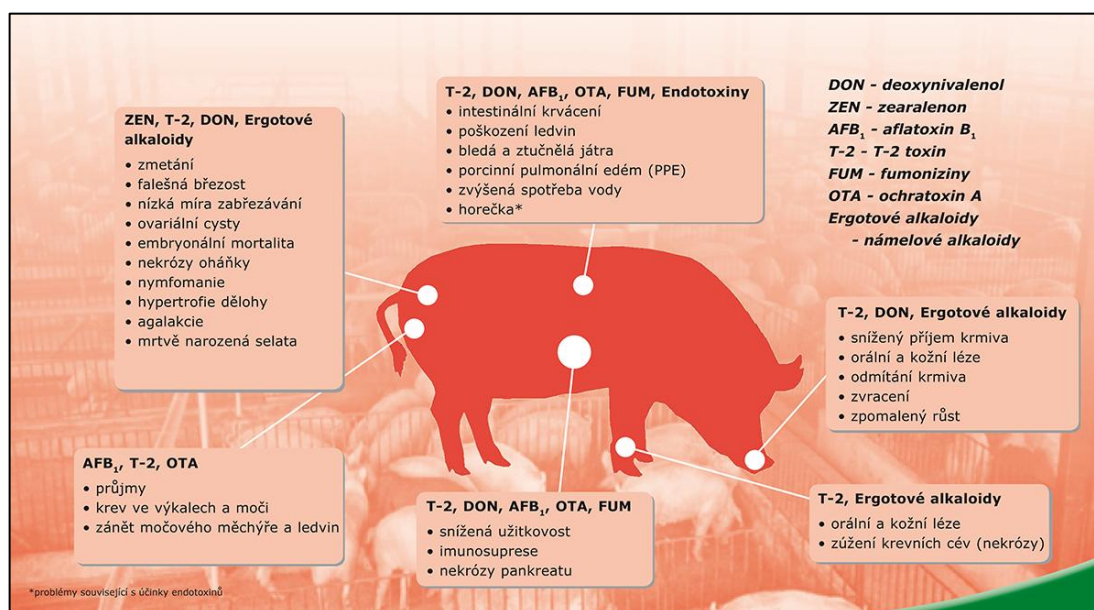 ZEN, T-2, DON, Ergotové
alkaloidy
• zmetání
• falešná březost
• nízká míra zabřezávání
• ovariální cysty
• embryonální mortalita
• nekrózy oháňky
• nymfomanie
• hypertrofie dělohy
• agalakcie
• mrtvě narozená selata
T-2, DON, AFB₁, OTA, FUM, Endotoxiny
• intestinální krvácení
• poškození ledvin
• bledá a ztučnělá játra
• porcinní pulmonální edém (PPE)
• zvýšená spotřeba vody
• horečka*
DON - deoxynivalenol
ZEN - zearalenon
AFB₁ - aflatoxin B₁
T-2 - T-2 toxin
FUM - fumoniziny
OTA - ochratoxin A
Ergotové alkaloidy
- námelové alkaloidy
T-2, DON, Ergotové alkaloidy
• snížený příjem krmiva
• orální a kožní léze
• odmítání krmiva
• zvracení
• zpomalený růst
AFB₁, T-2, OTA
• průjmy
• krev ve výkalech a moči
• zánět močového měchýře a ledvin
T-2, DON, AFB₁, OTA, FUM
• snížená užitkovost
• imunosuprese
• nekrózy pankreatu
T-2, Ergotové alkaloidy
• orální a kožní léze
• zúžení krevních cév (nekrózy)
*problémy související s účinky endotoxinů